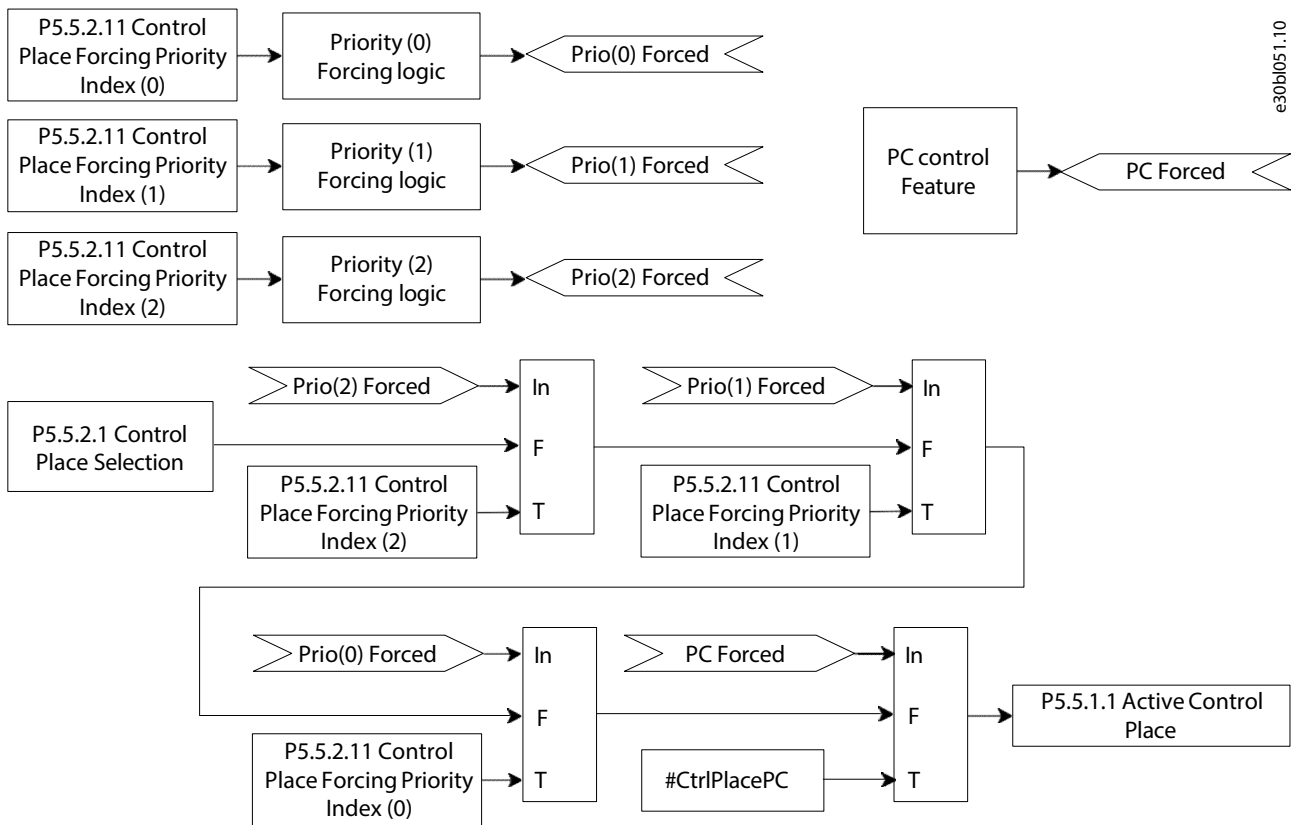 P5.5.2.11 Control
Place Forcing Priority
Index (0)
Priority (0)
Forcing logic
Prio(0) Forced
e30bl051.10
P5.5.2.11 Control
Place Forcing Priority
Index (1)
Priority (1)
Forcing logic
Prio(1) Forced
PC control
Feature
PC Forced
P5.5.2.11 Control
Place Forcing Priority
Index (2)
Priority (2)
Forcing logic
Prio(2) Forced
Prio(2) Forced
In
Prio(1) Forced
In
P5.5.2.1 Control
Place Selection
F
F
P5.5.2.11 Control
Place Forcing Priority
Index (2)
T
P5.5.2.11 Control
Place Forcing Priority
Index (1)
T
Prio(0) Forced
In
PC Forced
In
F
F
P5.5.1.1 Active Control
Place
P5.5.2.11 Control
Place Forcing Priority
Index (0)
T
#CtrlPlacePC
T